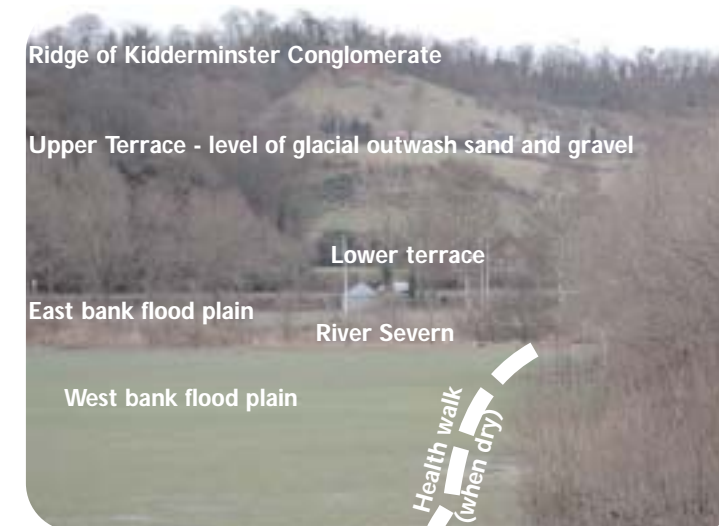 Ridge of Kidderminster Conglomerate
Upper Terrace - level of glacial outwash sand and gravel
Lower terrace
East bank flood plain
River Severn
West bank flood plain
Health walk
(when dry)